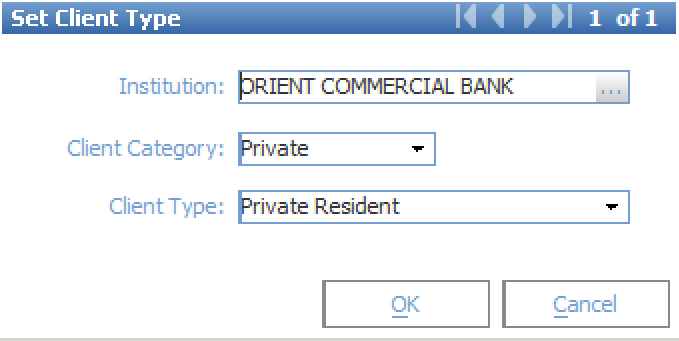 Set Client Type 1 of 1
Institution: ORIENT COMMERCIAL BANK ...
Client Category: Private
Client Type: Private Resident
OK Cancel